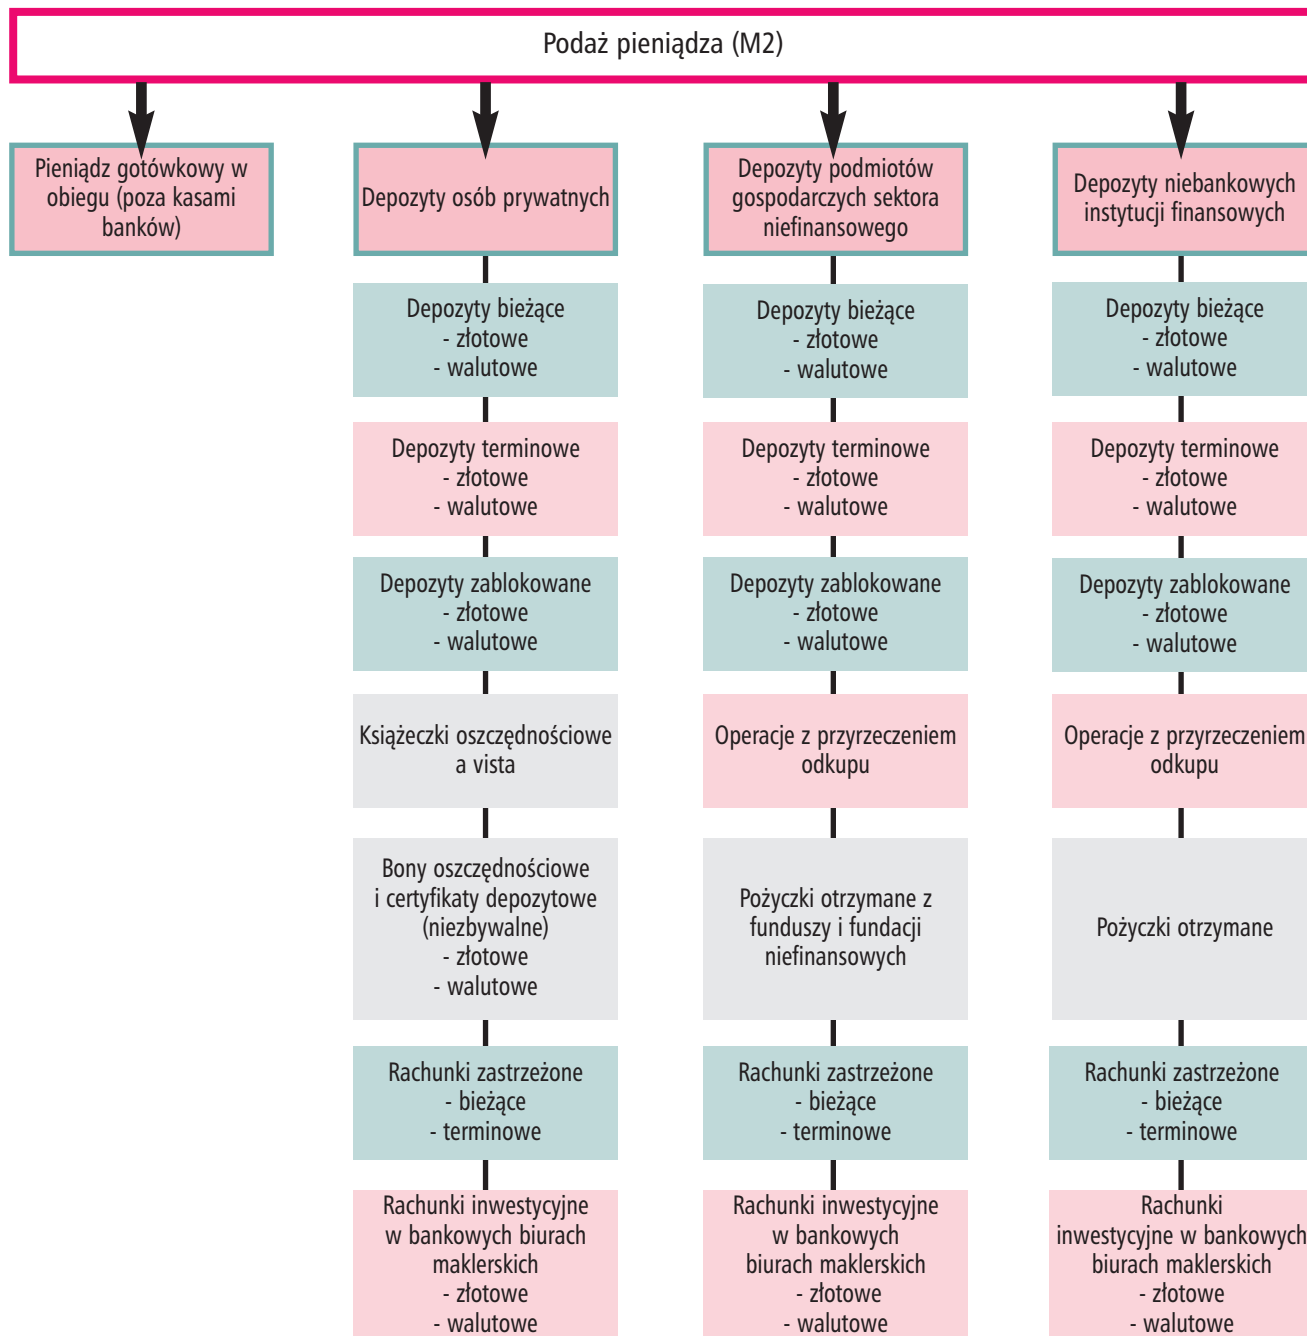 Podaż pieniądza (M2)
Pieniądz gotówkowy w
obiegu (poza kasami
banków)
Depozyty osób prywatnych
Depozyty podmiotów
gospodarczych sektora
niefinansowego
Depozyty niebankowych
instytucji finansowych
Depozyty bieżące
- złotowe
- walutowe
Depozyty bieżące
- złotowe
- walutowe
Depozyty bieżące
- złotowe
- walutowe
Depozyty terminowe
- złotowe
- walutowe
Depozyty terminowe
- złotowe
- walutowe
Depozyty terminowe
- złotowe
- walutowe
Depozyty zablokowane
- złotowe
- walutowe
Depozyty zablokowane
- złotowe
- walutowe
Depozyty zablokowane
- złotowe
- walutowe
Książeczki oszczędnościowe
a vista
Operacje z przyrzeczeniem
odkupu
Operacje z przyrzeczeniem
odkupu
Bony oszczędnościowe
i certyfikaty depozytowe
(niezbywalne)
- złotowe
- walutowe
Pożyczki otrzymane z
funduszy i fundacji
niefinansowych
Pożyczki otrzymane
Rachunki zastrzeżone
- bieżące
- terminowe
Rachunki zastrzeżone
- bieżące
- terminowe
Rachunki zastrzeżone
- bieżące
- terminowe
Rachunki inwestycyjne
w bankowych biurach
maklerskich
- złotowe
- walutowe
Rachunki inwestycyjne
w bankowych
biurach maklerskich
- złotowe
- walutowe
Rachunki
inwestycyjne w bankowych
biurach maklerskich
- złotowe
- walutowe